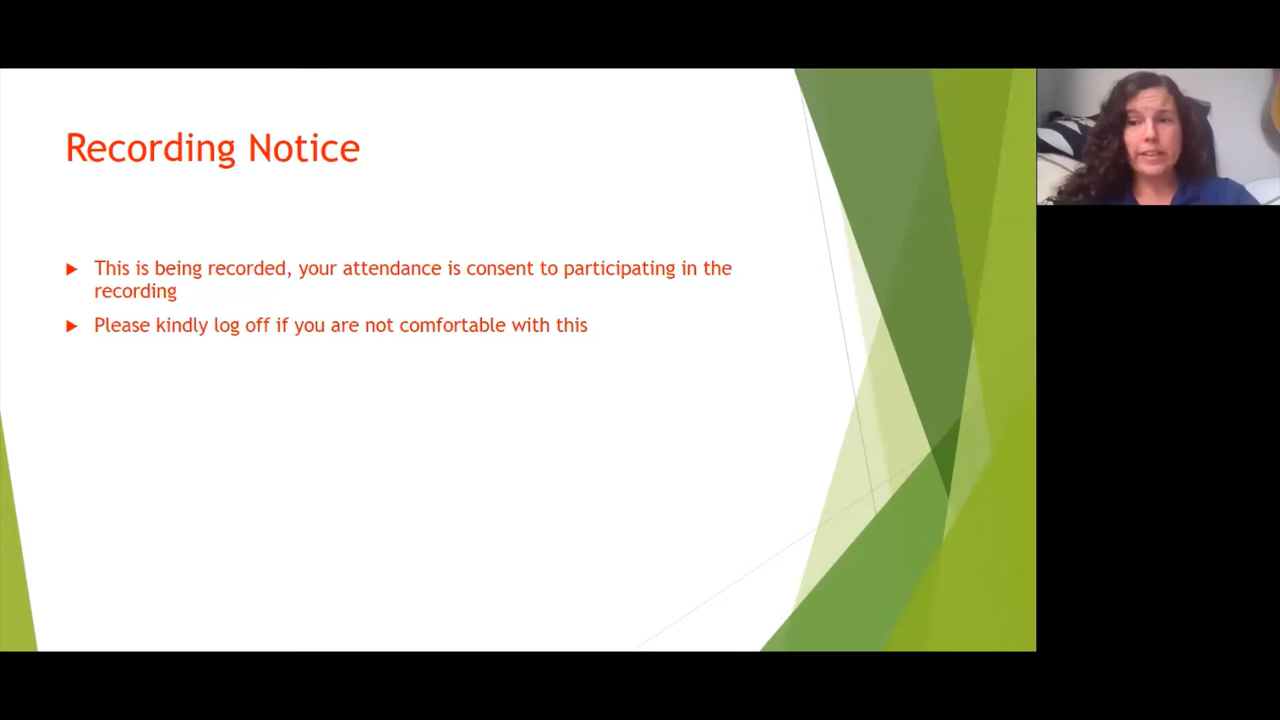 Recording Notice
This is being recorded, your attendance is consent to participating in the
recording
Please kindly log off if you are not comfortable with this